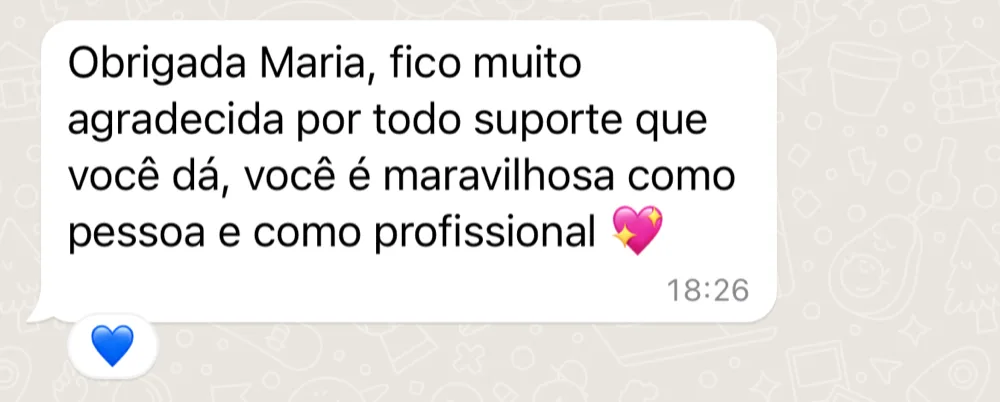 Obrigada Maria, fico muito
agradecida por todo suporte que
você dá, você é maravilhosa como
pessoa e como profissional 💖
18:26
💙